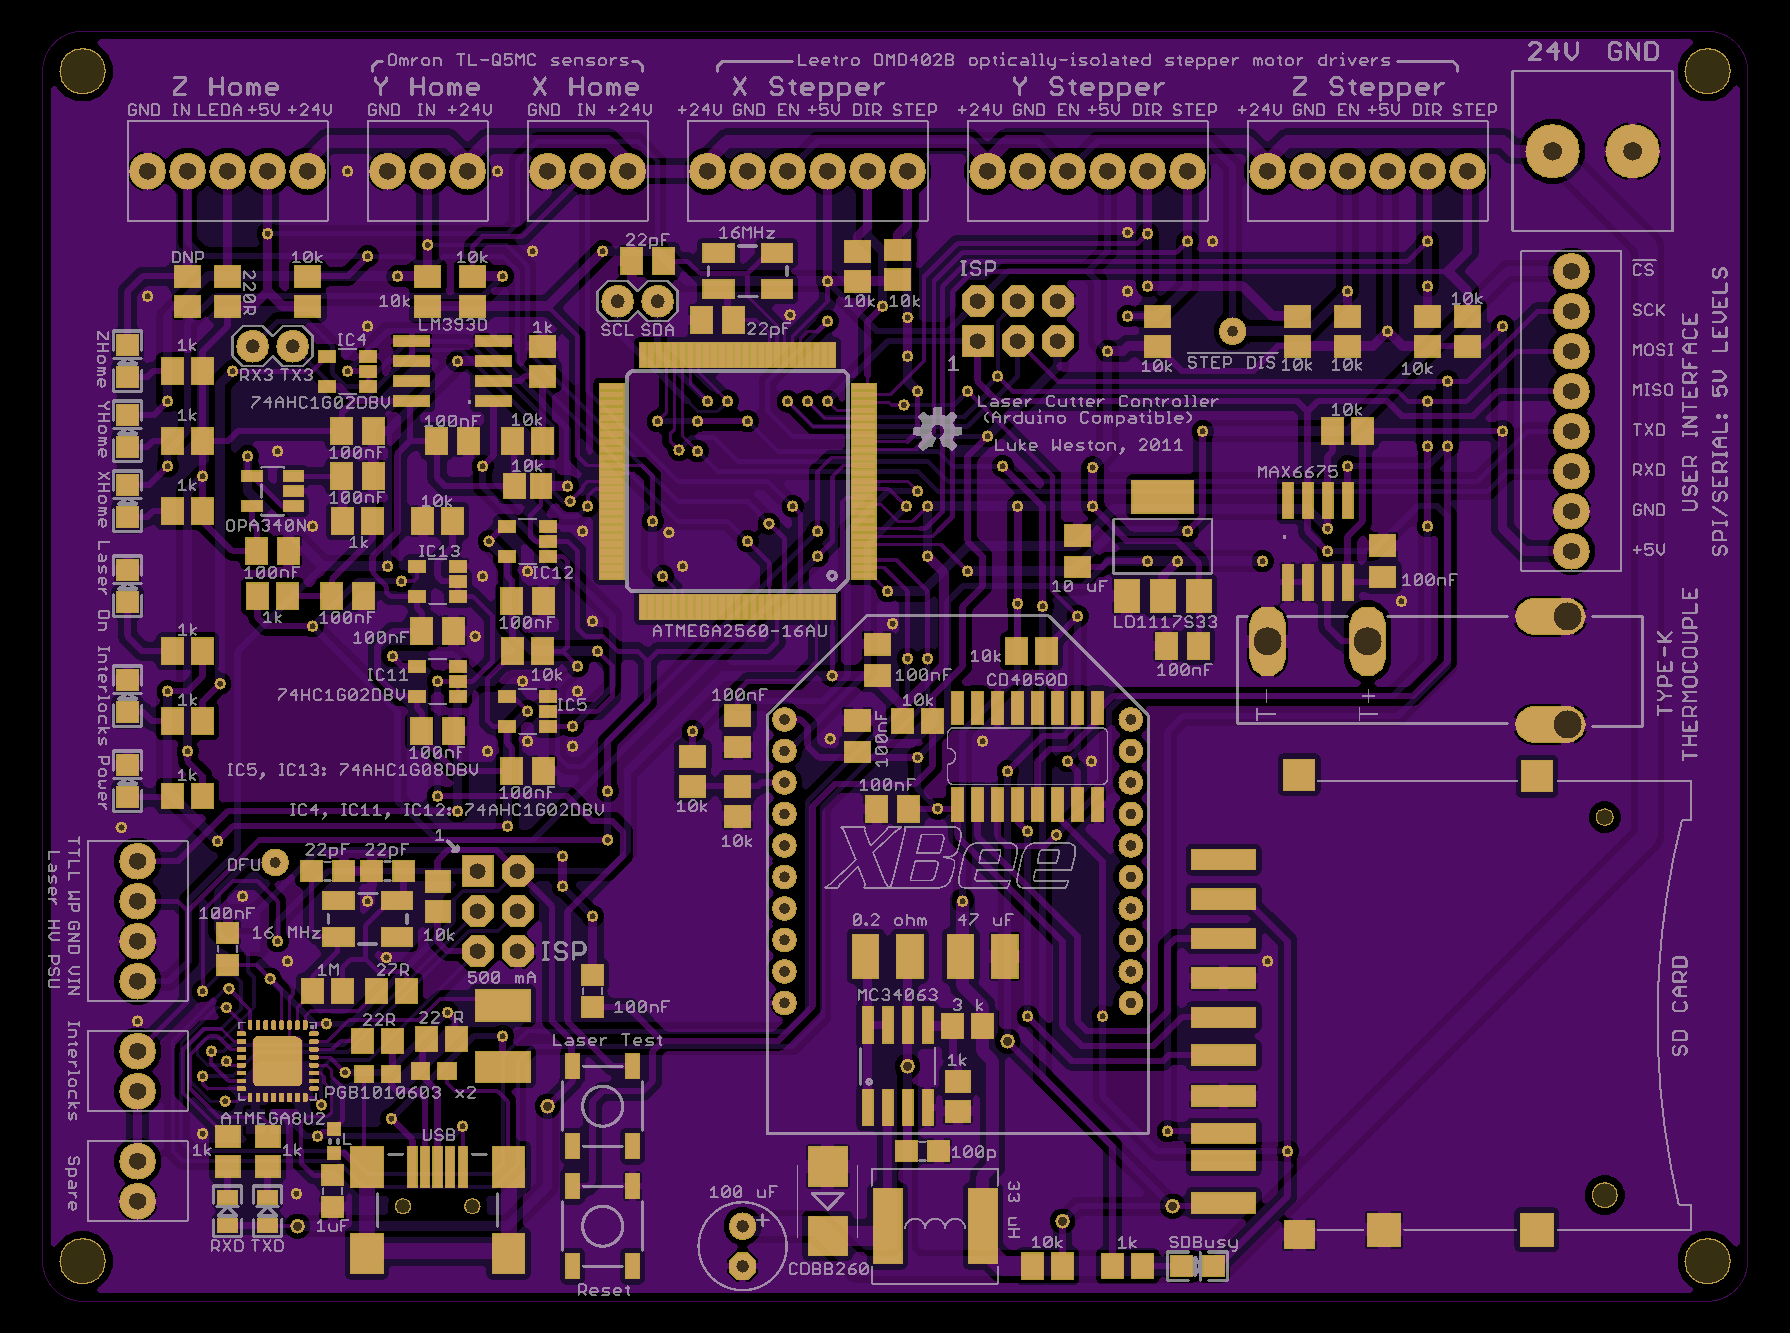 Omron TL-Q5MC sensors
Leetro DMD402B optically-isolated stepper motor drivers
24V GND
Z Home
Y Home
X Home
X Stepper
Y Stepper
Z Stepper
GND IN LEDA +5V +24V
GND IN +24V
GND IN +24V
+24V GND EN +5V DIR STEP
+24V GND EN +5V DIR STEP
+24V GND EN +5V DIR STEP
DNP
220R
10k
10k
10k
LM393D
22pF
16MHz
SCL SDA
22pF
10k
10k
ISP
1
10k
STEP DIS
10k
10k
10k
10k
CS
SCK
MOSI
MISO
TXD
RXD
GND
+5V
USER INTERFACE
SPI/SERIAL: 5V LEVELS
ZHome
1k
RX3 TX3
IC4
74AHC1G02DBV
1k
YHome
1k
100nF
100nF
10k
Laser Cutter Controller
(Arduino Compatible)
Luke Weston, 2011
10k
MAX6675
XHome
1k
OPA340N
100nF
1k
10k
10k
IC13
IC12
100nF
1k
100nF
100nF
100nF
10 uF
LD1117S33
100nF
100nF
ATMEGA2560-16AU
Laser On
Interlocks
Power
1k
1k
1k
IC11
74HC1G02DBV
10k
IC5
100nF
100nF
IC5, IC13: 74AHC1G08DBV
IC4, IC11, IC12: 74AHC1G02DBV
100nF
10k
10k
100nF
10k
CD4050D
10k
100nF
100nF
T-
T+
TYPE-K
THERMOCOUPLE
XBee
TTLL WP GND VIN
Laser HV PSU
DFU
22pF
22pF
1
100nF
16 MHz
10k
ISP
1M
27R
500 mA
100nF
22R
22R
PGB1010603 x2
ATMEGA8U2
Interlocks
Laser Test
0.2 ohm
47 uF
MC34063
3 k
1k
SD CARD
1k
1k
L
USB
Spare
1uF
RXD
TXD
Reset
100 uF
+
CDBB260
100p
33 uH
10k
1k
SDBusy